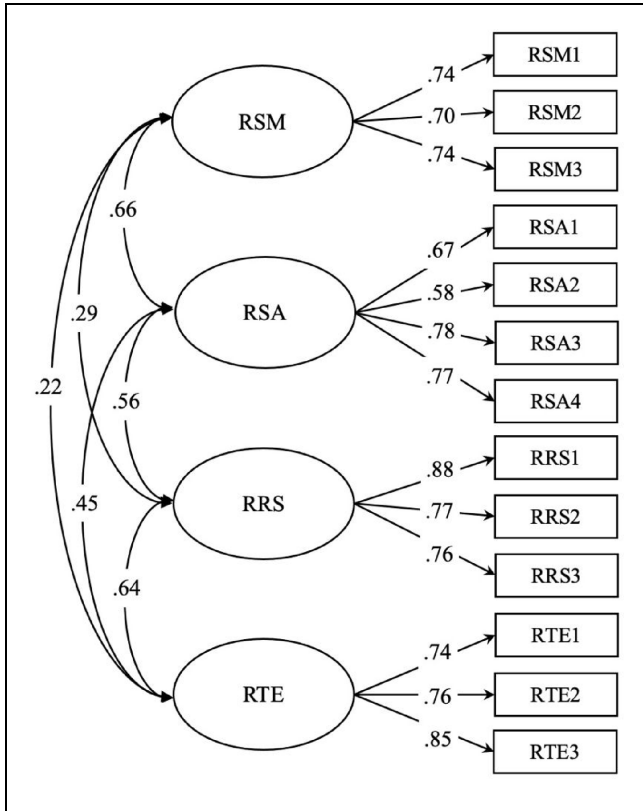 RSM
.74
.70
.74
RSM1
RSM2
RSM3
.66
RSA
.67
.58
.78
.77
RSA1
RSA2
RSA3
RSA4
.29
.22
.56
.45
RRS
.88
.77
.76
RRS1
RRS2
RRS3
.64
RTE
.74
.76
.85
RTE1
RTE2
RTE3